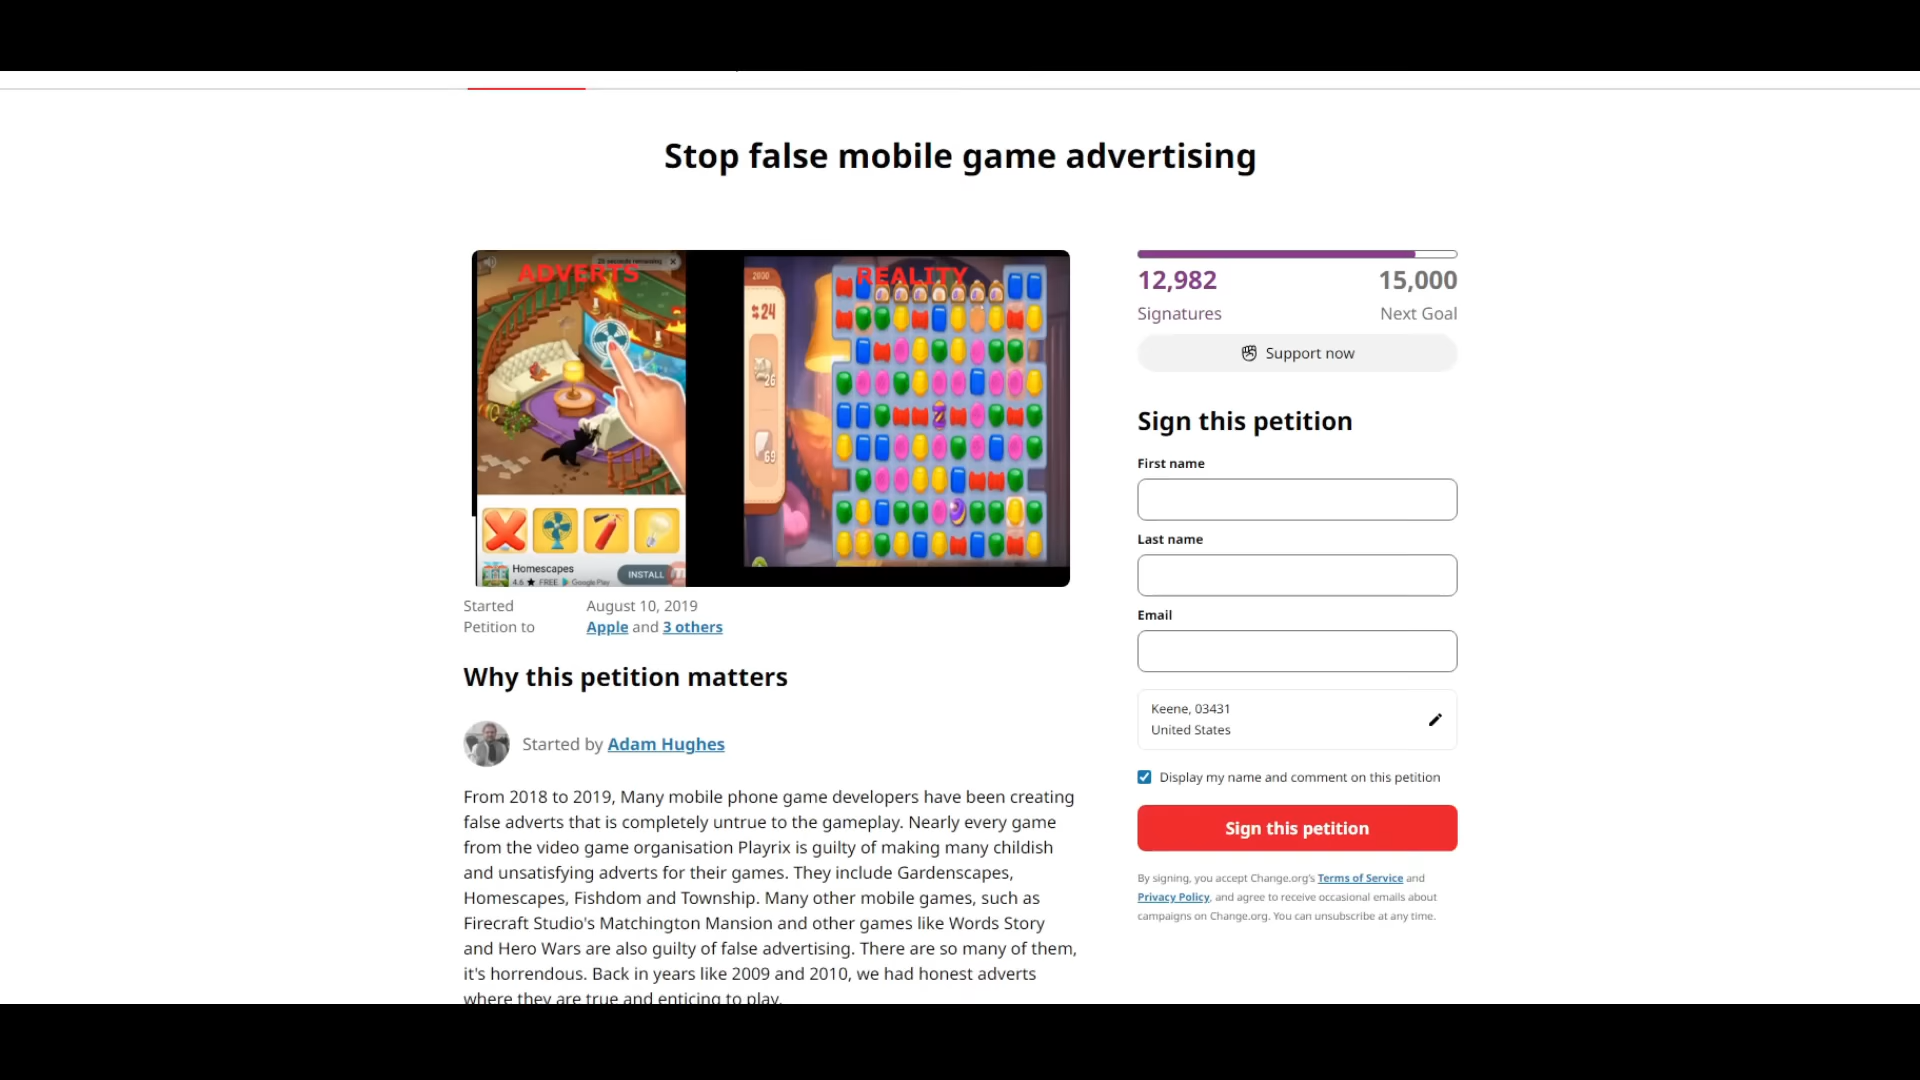 Stop false mobile game advertising
ADVERTS
REALITY
2000
24
26
69
Homescapes
4.6 ★ FREE Google Play
INSTALL
Started August 10, 2019
Petition to Apple and 3 others
Why this petition matters
Started by Adam Hughes
From 2018 to 2019, Many mobile phone game developers have been creating
false adverts that is completely untrue to the gameplay. Nearly every game
from the video game organisation Playrix is guilty of making many childish
and unsatisfying adverts for their games. They include Gardenscapes,
Homescapes, Fishdom and Township. Many other mobile games, such as
Firecraft Studio's Matchington Mansion and other games like Words Story
and Hero Wars are also guilty of false advertising. There are so many of them,
it's horrendous. Back in years like 2009 and 2010, we had honest adverts
where they are true and enticing to play.
12,982 15,000
Signatures Next Goal
Support now
Sign this petition
First name
Last name
Email
Keene, 03431
United States
Display my name and comment on this petition
Sign this petition
By signing, you accept Change.org's Terms of Service and
Privacy Policy, and agree to receive occasional emails about
campaigns on Change.org. You can unsubscribe at any time.